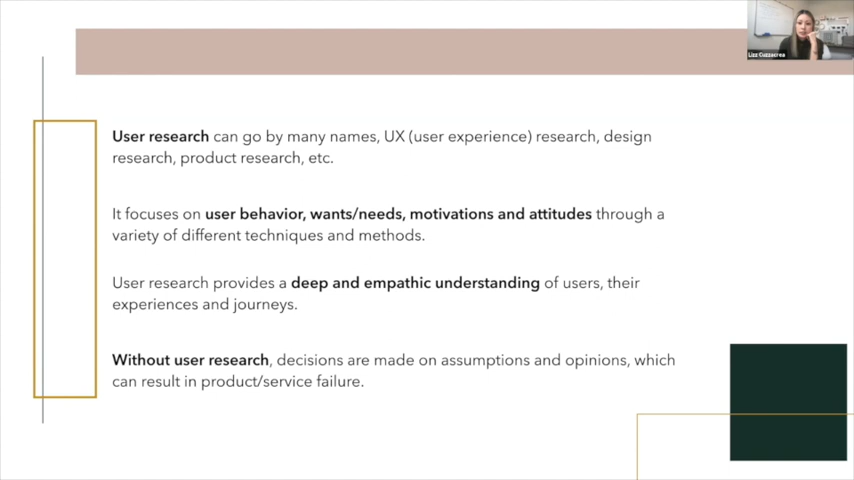 Lizz Cuzzacrea
User research can go by many names, UX (user experience) research, design
research, product research, etc.
It focuses on user behavior, wants/needs, motivations and attitudes through a
variety of different techniques and methods.
User research provides a deep and empathic understanding of users, their
experiences and journeys.
Without user research, decisions are made on assumptions and opinions, which
can result in product/service failure.